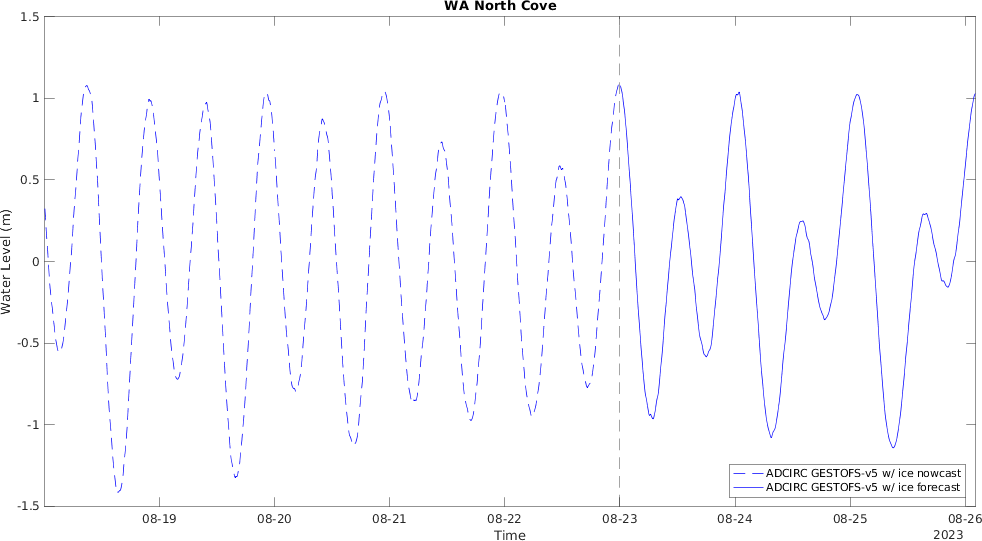 WA North Cove
1.5
1
0.5
0
-0.5
-1
-1.5
Water Level (m)
08-19 08-20 08-21 08-22 08-23 08-24 08-25 08-26
Time
2023
ADCIRC GESTOFS-v5 w/ ice nowcast
ADCIRC GESTOFS-v5 w/ ice forecast